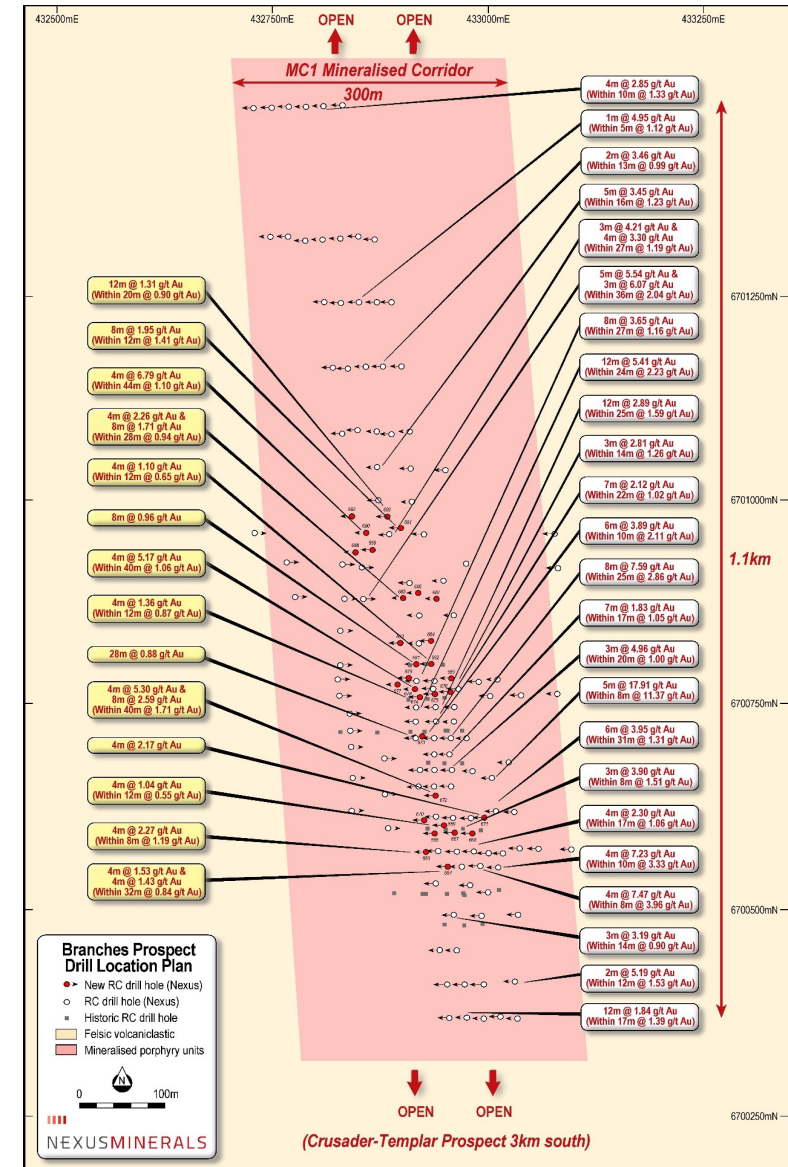 432500mE
432750mE
433000mE
433250mE
OPEN
OPEN
MC1 Mineralised Corridor
300m
4m @ 2.85 g/t Au
(Within 10m @ 1.33 g/t Au)
1m @ 4.95 g/t Au
(Within 5m @ 1.12 g/t Au)
2m @ 3.46 g/t Au
(Within 13m @ 0.99 g/t Au)
5m @ 3.45 g/t Au
(Within 16m @ 1.23 g/t Au)
3m @ 4.21 g/t Au &
4m @ 3.30 g/t Au
(Within 27m @ 1.19 g/t Au)
5m @ 5.54 g/t Au &
3m @ 6.07 g/t Au
(Within 36m @ 2.04 g/t Au)
8m @ 3.65 g/t Au
(Within 27m @ 1.16 g/t Au)
12m @ 5.41 g/t Au
(Within 24m @ 2.23 g/t Au)
12m @ 2.89 g/t Au
(Within 25m @ 1.59 g/t Au)
3m @ 2.81 g/t Au
(Within 14m @ 1.26 g/t Au)
7m @ 2.12 g/t Au
(Within 22m @ 1.02 g/t Au)
6m @ 3.89 g/t Au
(Within 10m @ 2.11 g/t Au)
8m @ 7.59 g/t Au
(Within 25m @ 2.86 g/t Au)
7m @ 1.83 g/t Au
(Within 17m @ 1.05 g/t Au)
3m @ 4.96 g/t Au
(Within 20m @ 1.00 g/t Au)
5m @ 17.91 g/t Au
(Within 8m @ 11.37 g/t Au)
6m @ 3.95 g/t Au
(Within 31m @ 1.31 g/t Au)
3m @ 3.90 g/t Au
(Within 8m @ 1.51 g/t Au)
4m @ 2.30 g/t Au
(Within 17m @ 1.06 g/t Au)
4m @ 7.23 g/t Au
(Within 10m @ 3.33 g/t Au)
4m @ 7.47 g/t Au
(Within 8m @ 3.96 g/t Au)
3m @ 3.19 g/t Au
(Within 14m @ 0.90 g/t Au)
2m @ 5.19 g/t Au
(Within 12m @ 1.53 g/t Au)
12m @ 1.84 g/t Au
(Within 17m @ 1.39 g/t Au)
12m @ 1.31 g/t Au
(Within 20m @ 0.90 g/t Au)
8m @ 1.95 g/t Au
(Within 12m @ 1.41 g/t Au)
4m @ 6.79 g/t Au
(Within 44m @ 1.10 g/t Au)
4m @ 2.26 g/t Au &
8m @ 1.71 g/t Au
(Within 28m @ 0.94 g/t Au)
4m @ 1.10 g/t Au
(Within 12m @ 0.65 g/t Au)
8m @ 0.96 g/t Au
4m @ 5.17 g/t Au
(Within 40m @ 1.06 g/t Au)
4m @ 1.36 g/t Au
(Within 12m @ 0.87 g/t Au)
28m @ 0.88 g/t Au
4m @ 5.30 g/t Au &
8m @ 2.59 g/t Au
(Within 40m @ 1.71 g/t Au)
4m @ 2.17 g/t Au
4m @ 1.04 g/t Au
(Within 12m @ 0.55 g/t Au)
4m @ 2.27 g/t Au
(Within 8m @ 1.19 g/t Au)
4m @ 1.53 g/t Au &
4m @ 1.43 g/t Au
(Within 32m @ 0.84 g/t Au)
6701250mN
6701000mN
1.1km
6700750mN
6700500mN
6700250mN
Branches Prospect
Drill Location Plan
New RC drill hole (Nexus)
RC drill hole (Nexus)
Historic RC drill hole
Felsic volcaniclastic
Mineralised porphyry units
N
0 100m
NEXUSMINERALS
OPEN
OPEN
(Crusader-Templar Prospect 3km south)